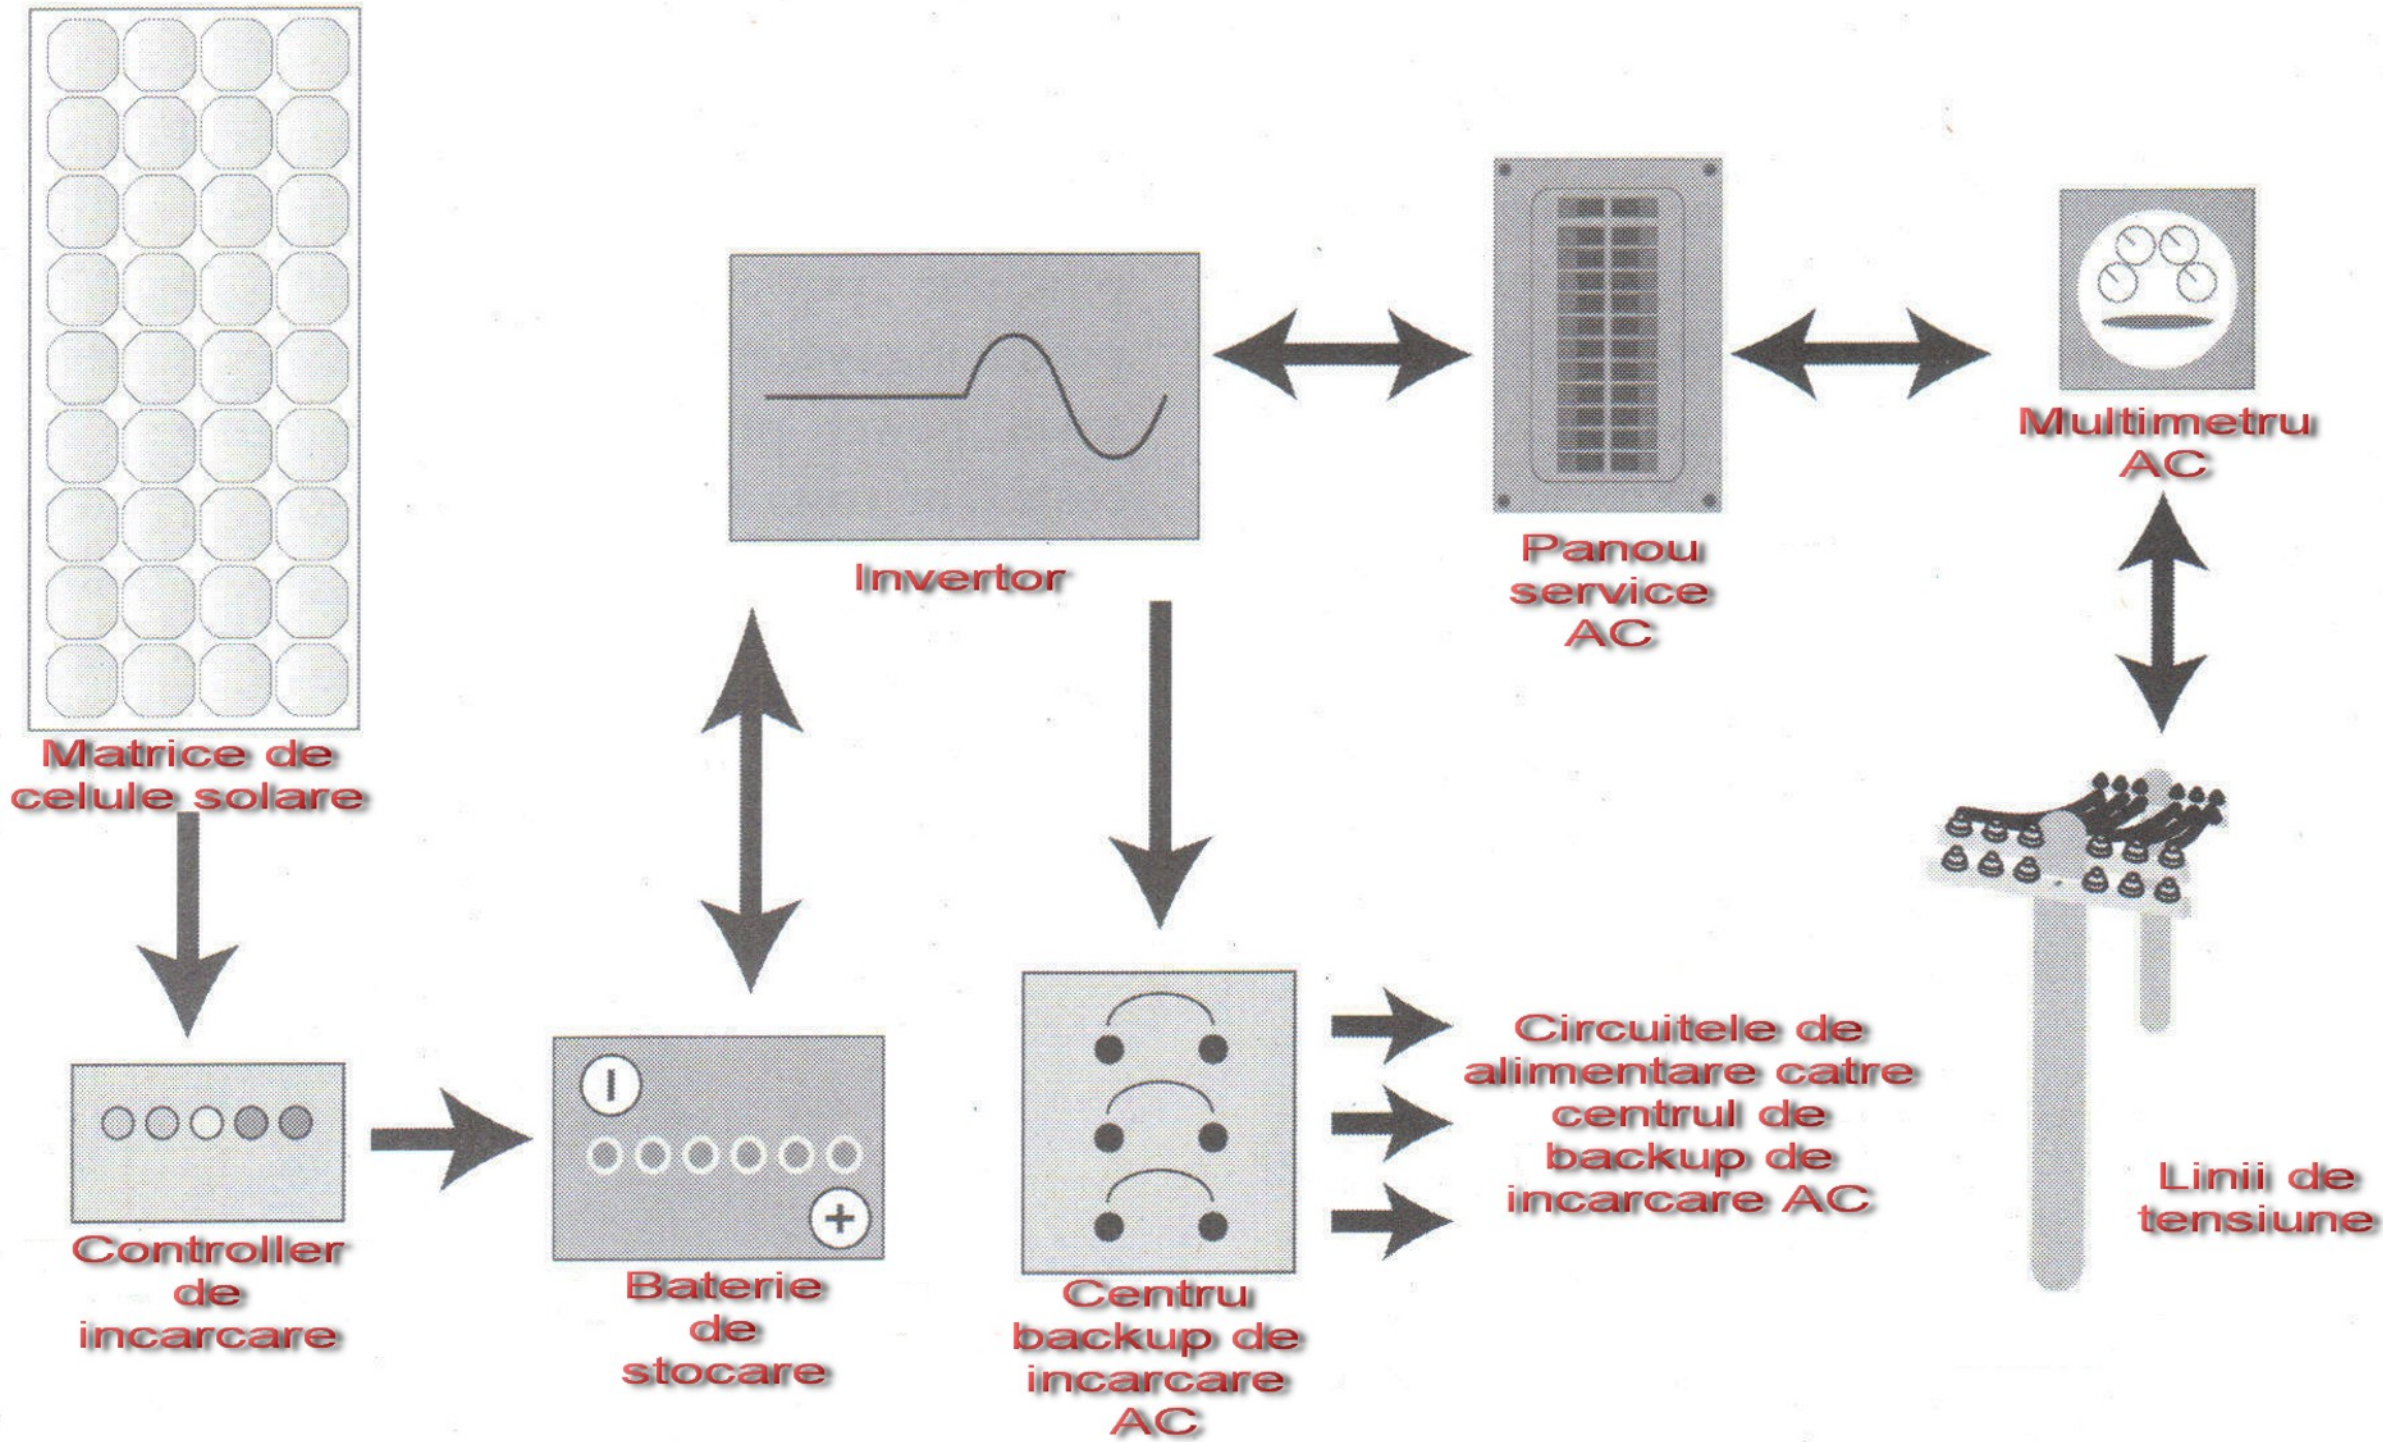 Matrice de
celule solare
Controller
de
incarcare
Baterie
de
stocare
Invertor
Centru
backup de
incarcare
AC
Circuitele de
alimentare catre
centrul de
backup de
incarcare AC
Panou
service
AC
Multimetru
AC
Linii de
tensiune